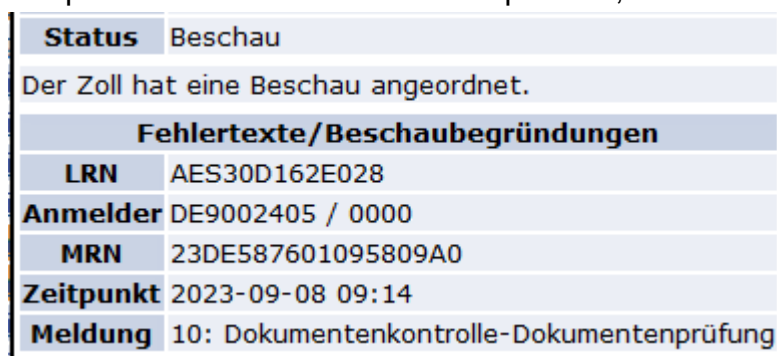 Status Beschau
Der Zoll hat eine Beschau angeordnet.
Fehlertexte/Beschaubegründungen
LRN AES30D162E028
Anmelder DE9002405 / 0000
MRN 23DE587601095809A0
Zeitpunkt 2023-09-08 09:14
Meldung 10: Dokumentenkontrolle-Dokumentenprüfung